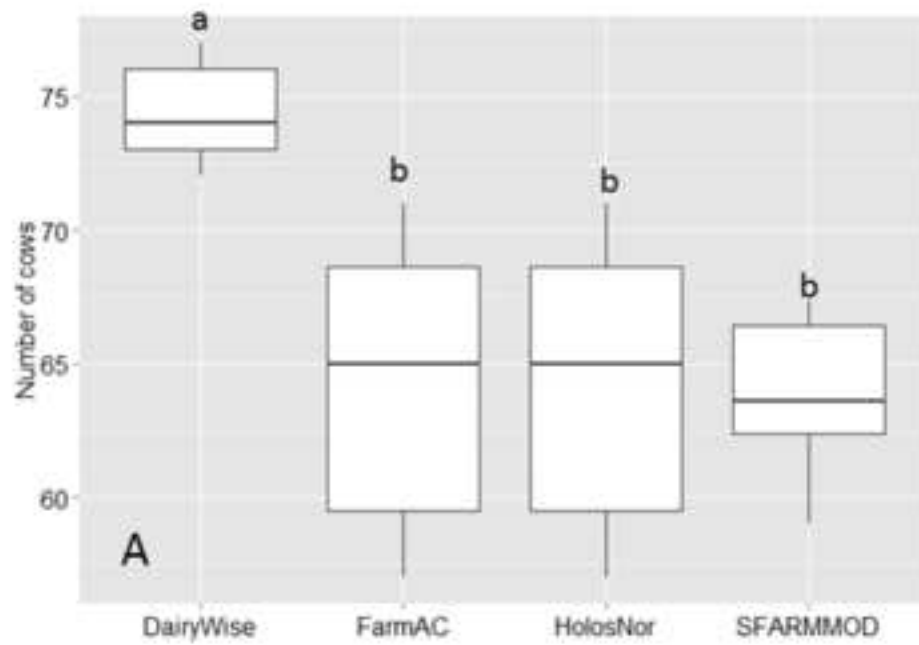 a
75
b
b
70
b
65
60
Number of cows
A
DairyWise
FarmAC
HolosNor
SFARMMOD